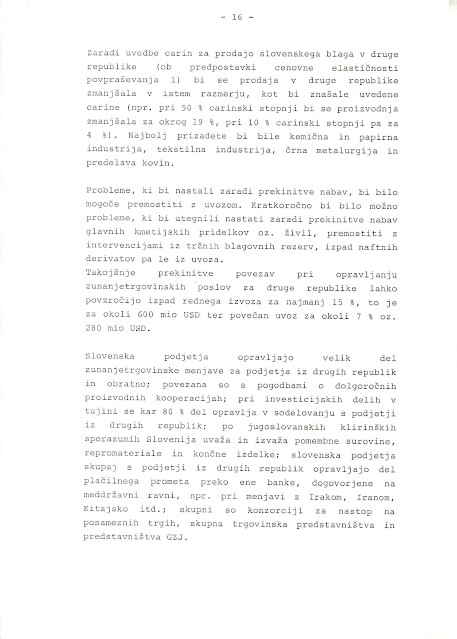 - 16 -
Zaradi uvedbe carin za prodajo slovenskega blaga v druge
republike (ob predpostavki cenovne elastičnosti
povpraševanja 1) bi se prodaja v druge republike
zmanjšala v istem razmerju, kot bi znašale uvedene
carine (npr. pri 50 % carinski stopnji bi se proizvodnja
zmanjšala za okrog 19 %, pri 10 % carinski stopnji pa za
4 %). Najbolj prizadete bi bile kemična in papirna
industrija, tekstilna industrija, črna metalurgija in
predelava kovin.
Probleme, ki bi nastali zaradi prekinitve nabav, bi bilo
mogoče premostiti z uvozom. Kratkoročno bi bilo možno
probleme, ki bi utegnili nastati zaradi prekinitve nabav
glavnih kmetijskih pridelkov oz. živil, premostiti z
intervencijami iz tržnih blagovnih rezerv, izpad naftnih
derivatov pa le iz uvoza.
Takojšnje prekinitve povezav pri opravljanju
zunanjetrgovinskih poslov za druge republike lahko
povzročijo izpad rednega izvoza za najmanj 15 %, to je
za okoli 600 mio USD ter povečan uvoz za okoli 7 % oz.
280 mio USD.
Slovenska podjetja opravljajo velik del
zunanjetrgovinske menjave za podjetja iz drugih republik
in obratno; povezana so s pogodbami o dolgoročnih
proizvodnih kooperacijah; pri investicijskih delih v
tujini se kar 80 % del opravlja v sodelovanju s podjetji
iz drugih republik; po jugoslovanskih klirinških
sporazumih Slovenija uvaža in izvaža pomembne surovine,
repromateriale in končne izdelke; slovenska podjetja
skupaj s podjetji iz drugih republik opravljajo del
plačilnega prometa preko ene banke, dogovorjene na
meddržavni ravni, npr. pri menjavi z Irakom, Iranom,
Kitajsko itd.; skupni so konzorciji za nastop na
posameznih trgih, skupna trgovinska predstavništva in
predstavništva GZJ.